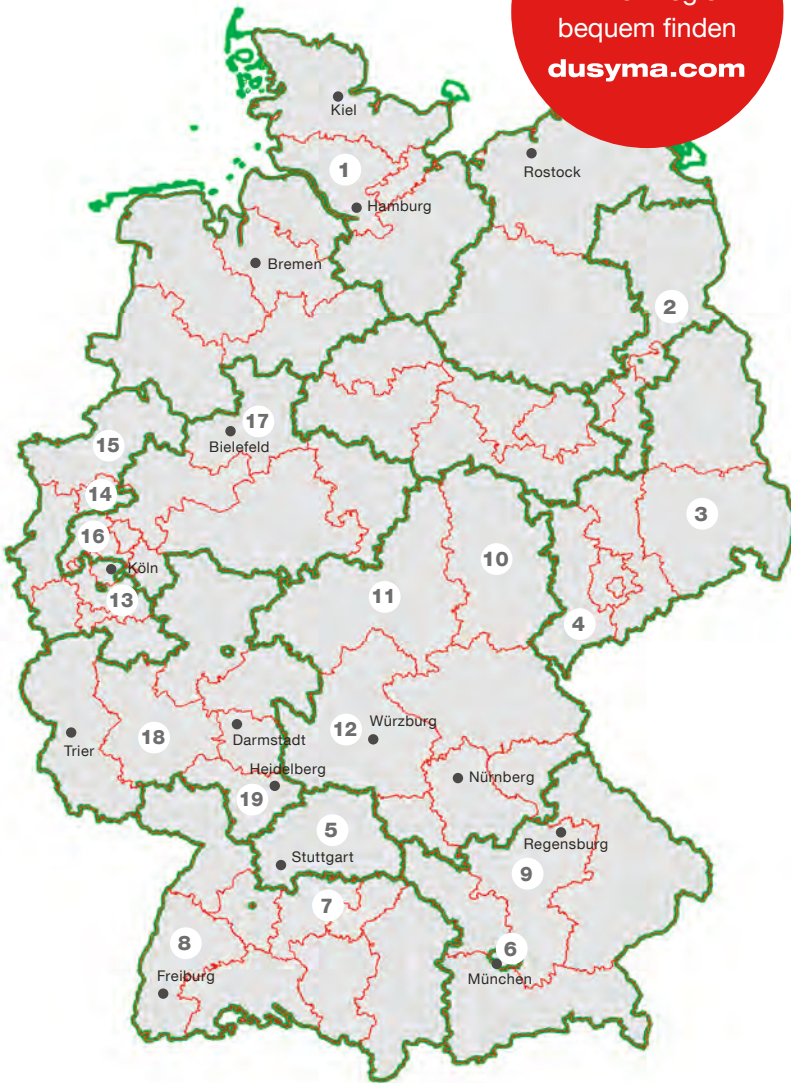 bequem finden
dusyma.com
Kiel
Rostock
1
Hamburg
Bremen
2
17
Bielefeld
15
14
3
16
10
Köln
11
13
4
12
Würzburg
18
Trier
Darmstadt
Nürnberg
Heidelberg
19
5
Regensburg
Stuttgart
9
7
8
6
Freiburg
München